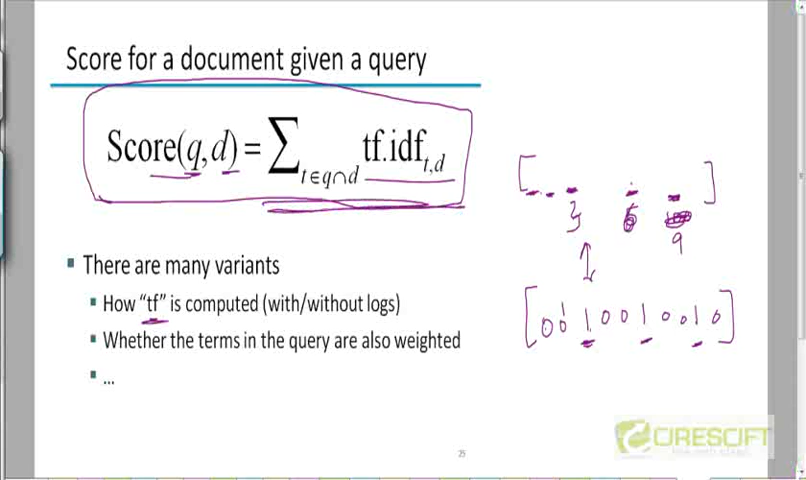 Score for a document given a query
Score(q,d) = ∑ t∈q∩d tf.idf t,d
[ 3 6 9 ]
[ 0 0 1 0 0 1 0 0 1 0 ]
▪ There are many variants
▪ How “tf” is computed (with/without logs)
▪ Whether the terms in the query are also weighted
▪ ...
25